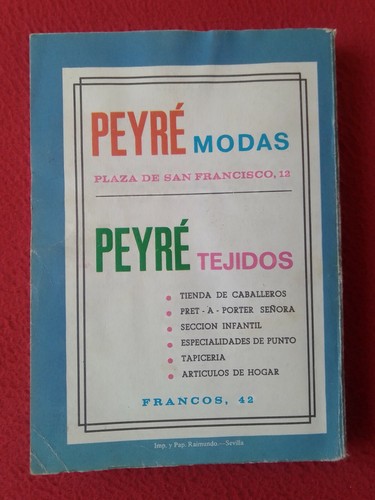 PEYRÉ MODAS
PLAZA DE SAN FRANCISCO, 12
PEYRÉ TEJIDOS
● TIENDA DE CABALLEROS
● PRET - A - PORTER SEÑORA
● SECCION INFANTIL
● ESPECIALIDADES DE PUNTO
● TAPICERIA
● ARTICULOS DE HOGAR
FRANCOS, 42
Imp. y Pap. Raimundo.—Sevilla